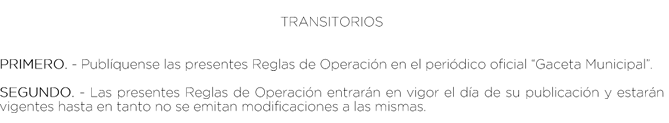 TRANSITORIOS
PRIMERO. - Publíquense las presentes Reglas de Operación en el periódico oficial "Gaceta Municipal".
SEGUNDO. - Las presentes Reglas de Operación entrarán en vigor el día de su publicación y estarán
vigentes hasta en tanto no se emitan modificaciones a las mismas.